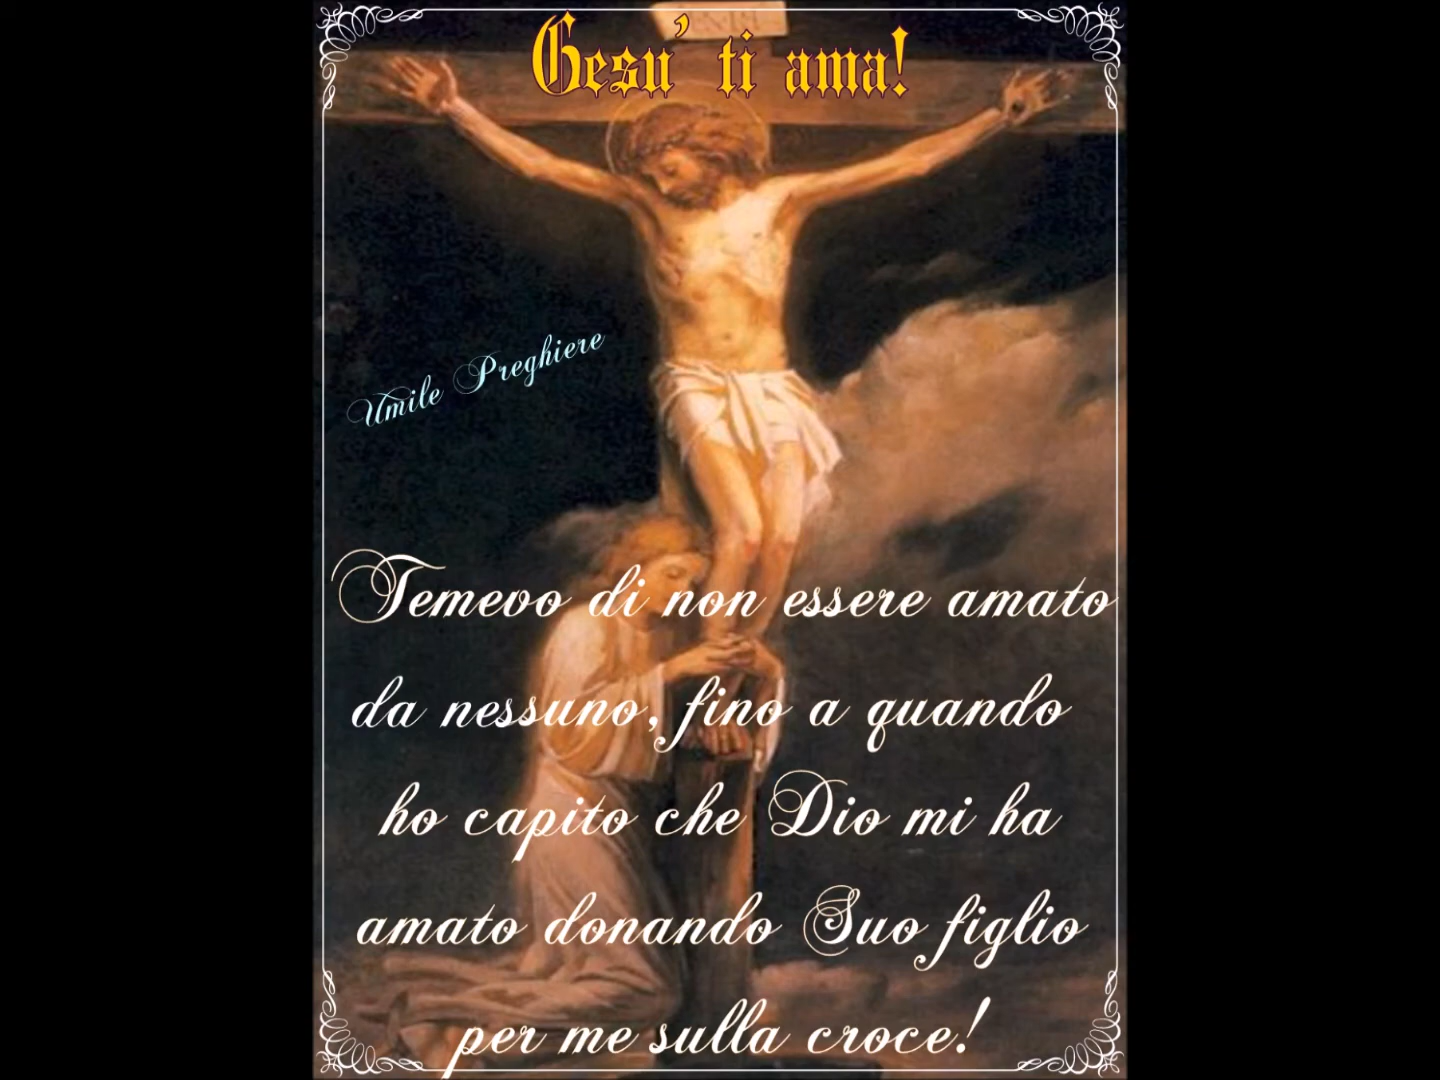 Gesu' ti ama!
Umile Preghiere
Temevo di non essere amato
da nessuno, fino a quando
ho capito che Dio mi ha
amato donando Suo figlio
per me sulla croce!